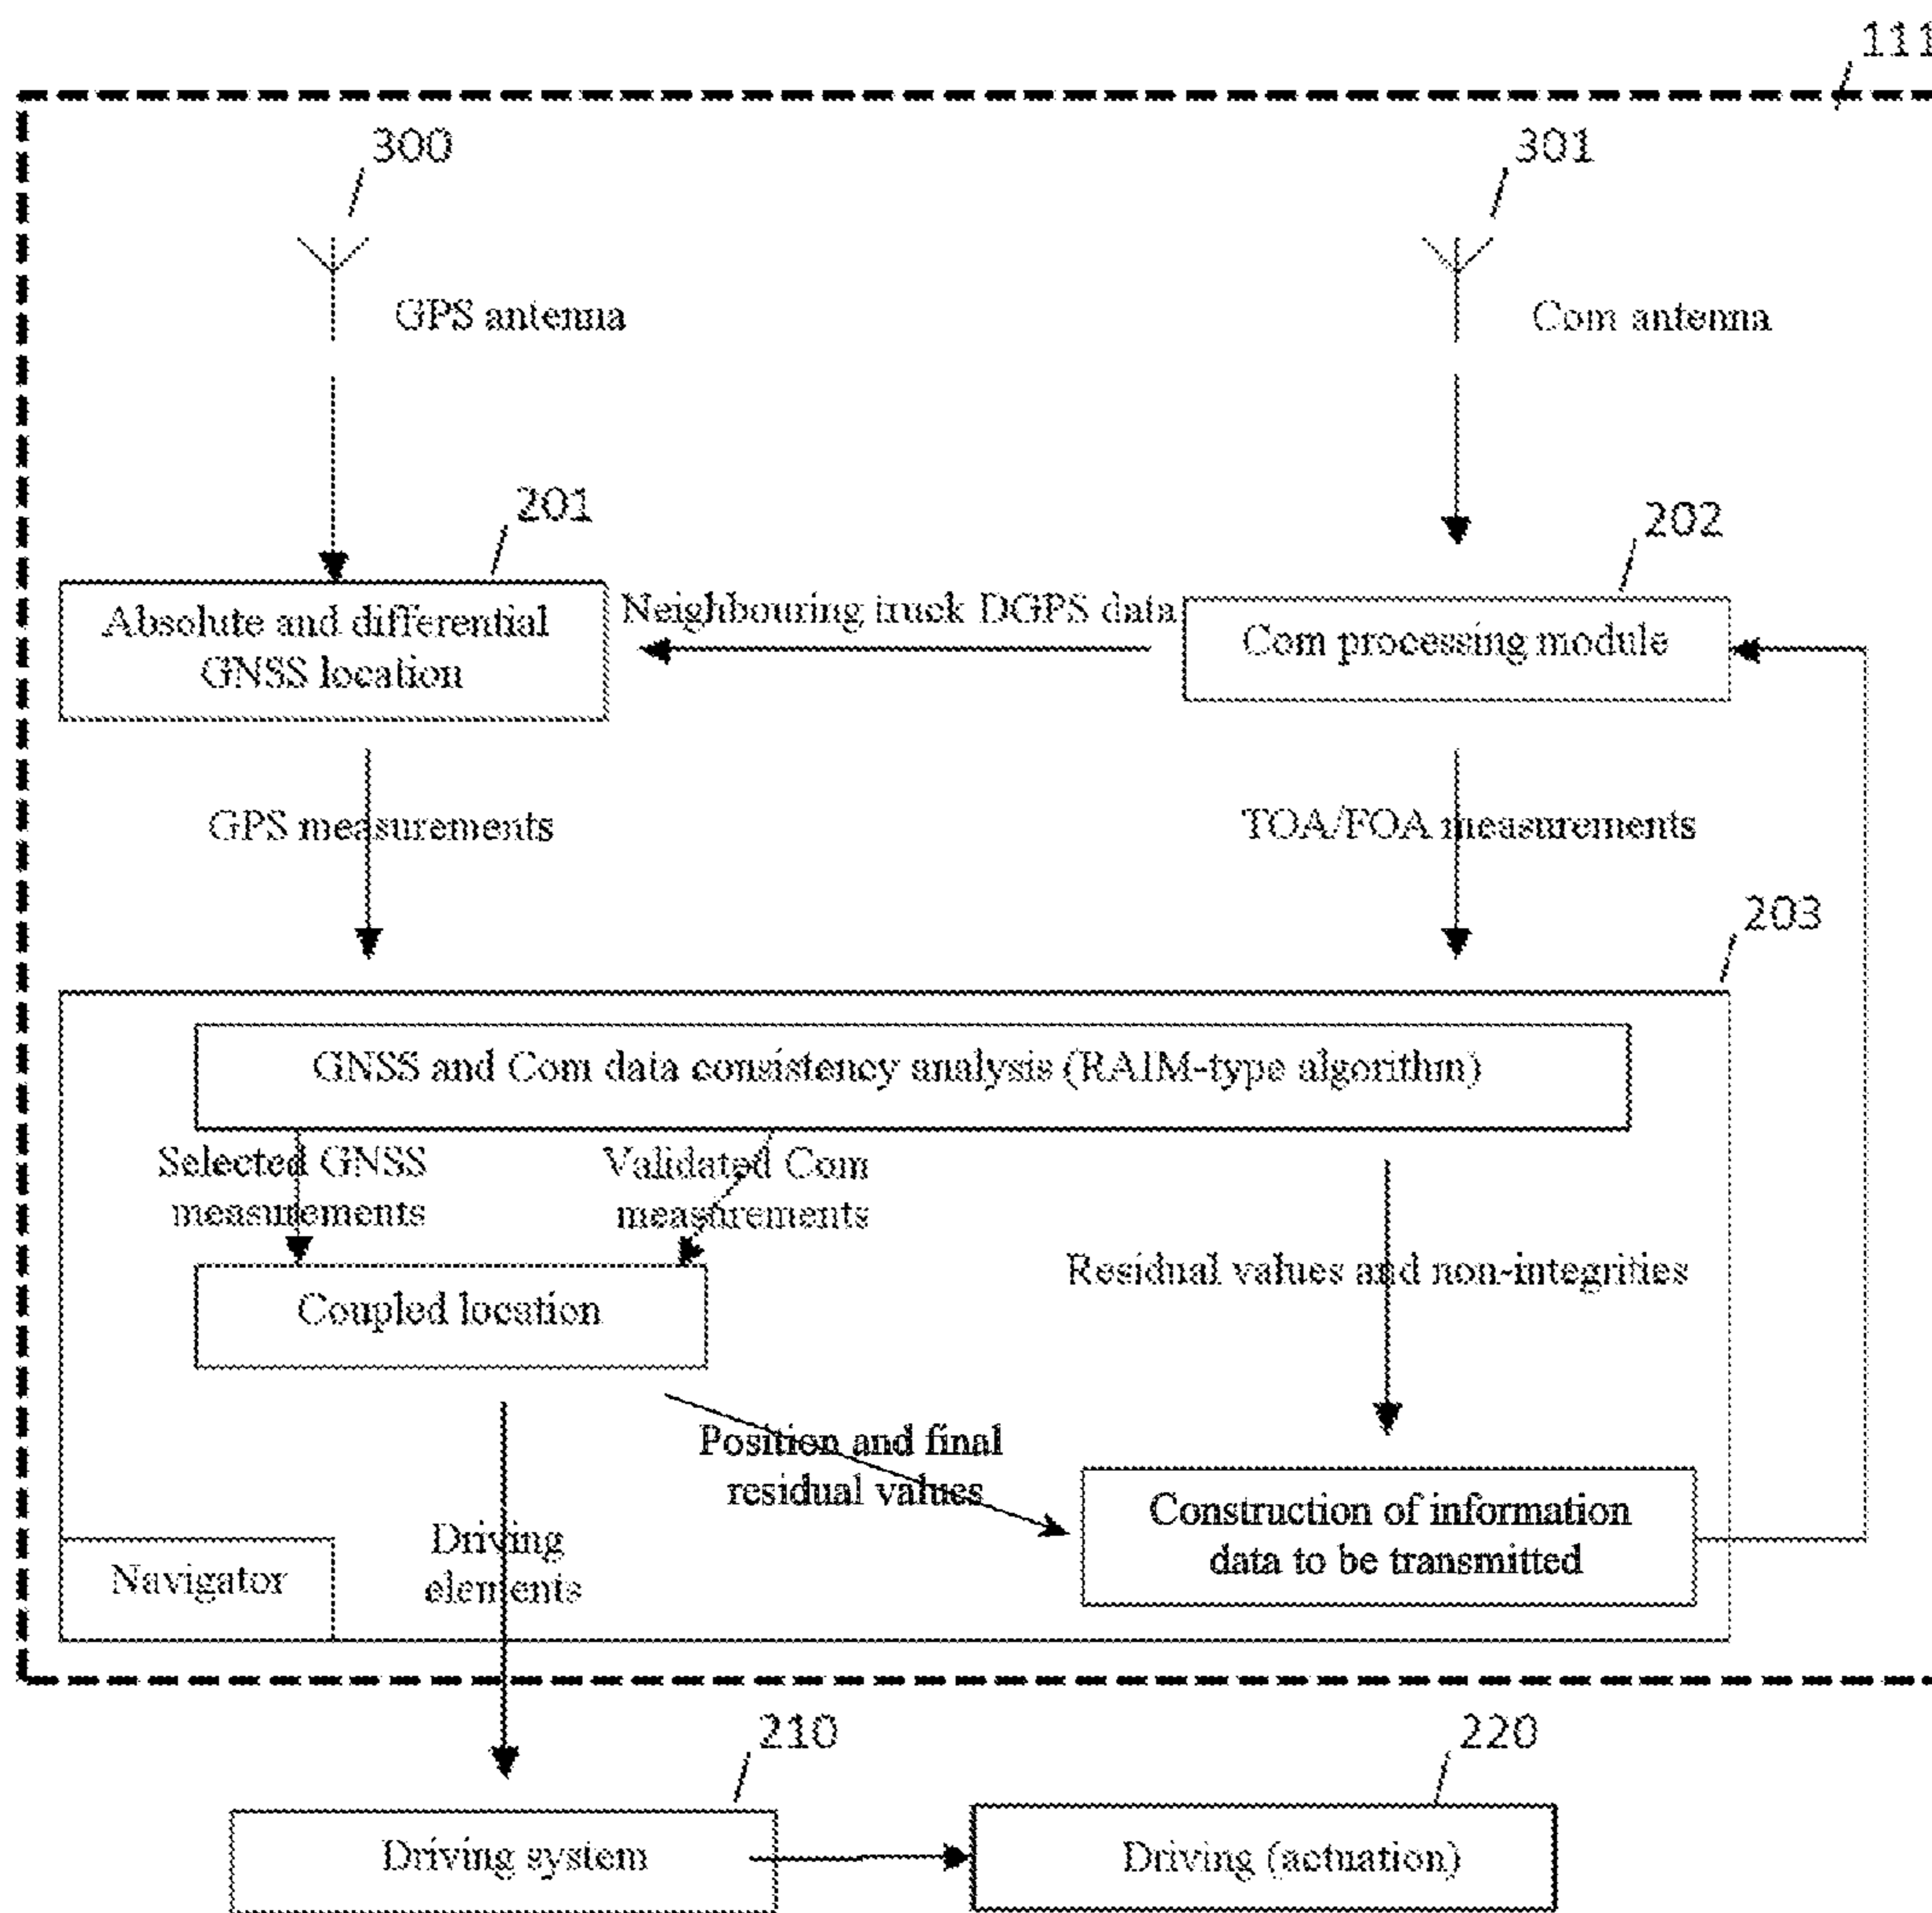 111
300
301
GPS antenna
Com antenna
201
202
Absolute and differential
GNSS location
Neighbouring truck DGPS data
Com processing module
GPS measurements
TOA/FOA measurements
203
GNSS and Com data consistency analysis (RAIM-type algorithm)
Selected GNSS
measurements
Validated Com
measurements
Coupled location
Residual values and non-integrities
Position and final
residual values
Construction of information
data to be transmitted
Driving
elements
Navigator
210
220
Driving system
Driving (actuation)